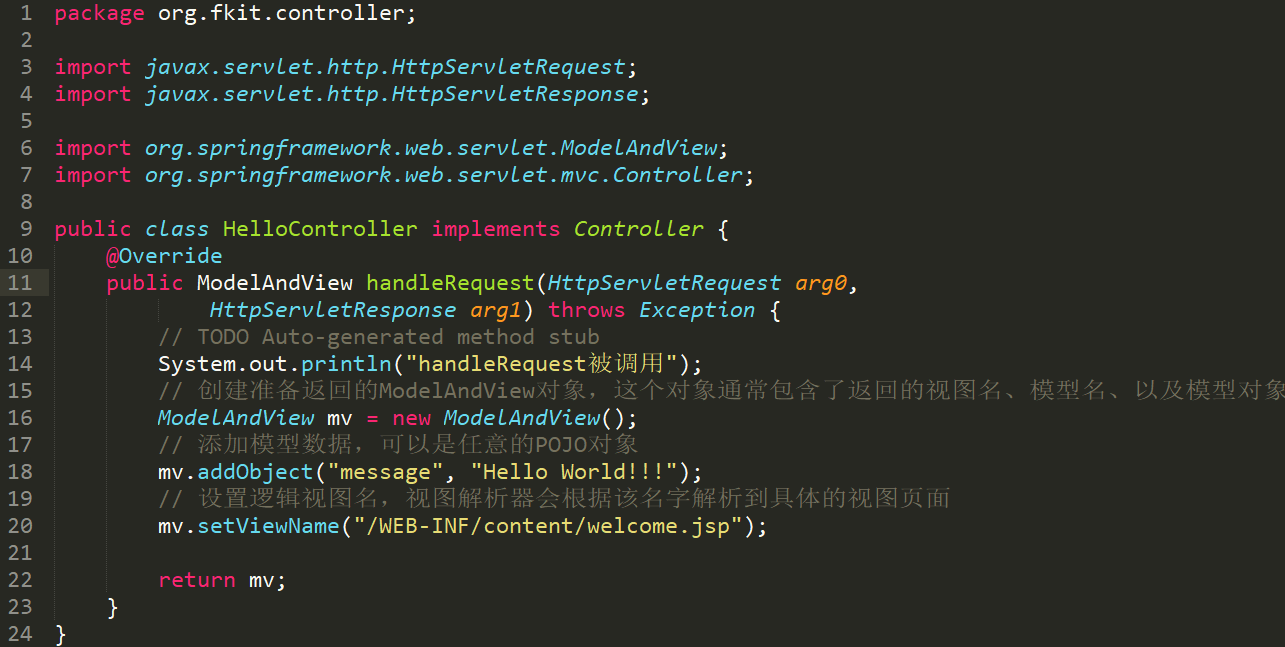 1 package org.fkit.controller;
2
3 import javax.servlet.http.HttpServletRequest;
4 import javax.servlet.http.HttpServletResponse;
5
6 import org.springframework.web.servlet.ModelAndView;
7 import org.springframework.web.servlet.mvc.Controller;
8
9 public class HelloController implements Controller {
10     @Override
11     public ModelAndView handleRequest(HttpServletRequest arg0,
12             HttpServletResponse arg1) throws Exception {
13         // TODO Auto-generated method stub
14         System.out.println("handleRequest被调用");
15         // 创建准备返回的ModelAndView对象，这个对象通常包含了返回的视图名、模型名、以及模型对象
16         ModelAndView mv = new ModelAndView();
17         // 添加模型数据，可以是任意的POJO对象
18         mv.addObject("message", "Hello World!!!");
19         // 设置逻辑视图名，视图解析器会根据该名字解析到具体的视图页面
20         mv.setViewName("/WEB-INF/content/welcome.jsp");
21
22         return mv;
23     }
24 }